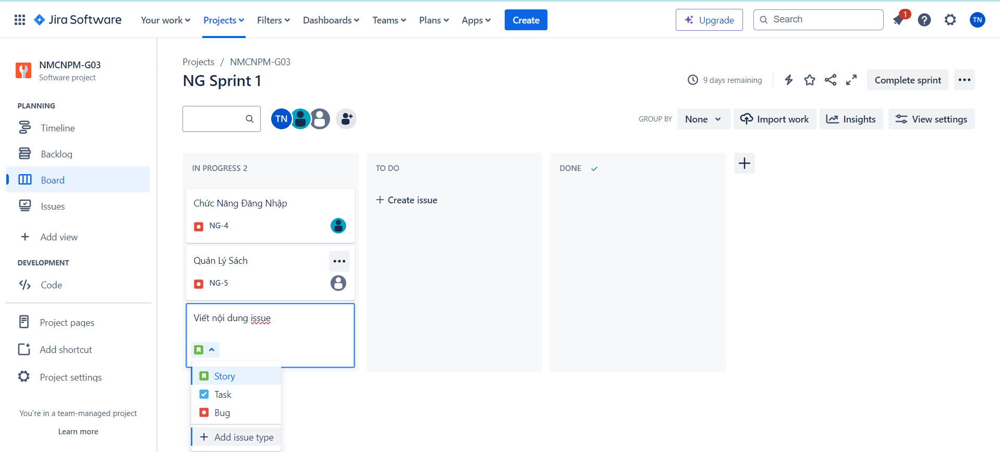 Jira Software
Your work
Projects
Filters
Dashboards
Teams
Plans
Apps
Create
Upgrade
Search
1
TN
NMCNPM-G03
Software project
PLANNING
Timeline
Backlog
Board
Issues
Add view
DEVELOPMENT
Code
Project pages
Add shortcut
Project settings
You're in a team-managed project
Learn more
Projects / NMCNPM-G03
NG Sprint 1
9 days remaining
Complete sprint
TN
GROUP BY
None
Import work
Insights
View settings
IN PROGRESS 2
Chức Năng Đăng Nhập
NG-4
Quản Lý Sách
NG-5
Viết nội dung issue
Story
Task
Bug
Add issue type
TO DO
Create issue
DONE